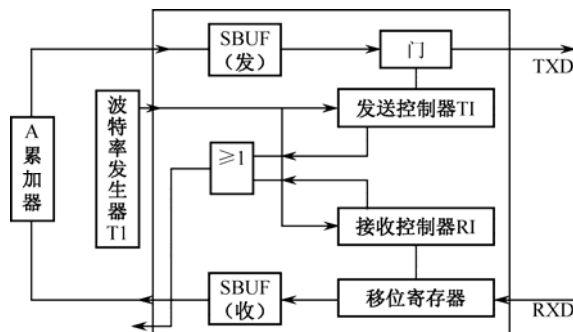 SBUF
（发）
门
TXD
A
累
加
器
波
特
率
发
生
器
T1
发送控制器TI
≥1
接收控制器RI
SBUF
（收）
移位寄存器
RXD